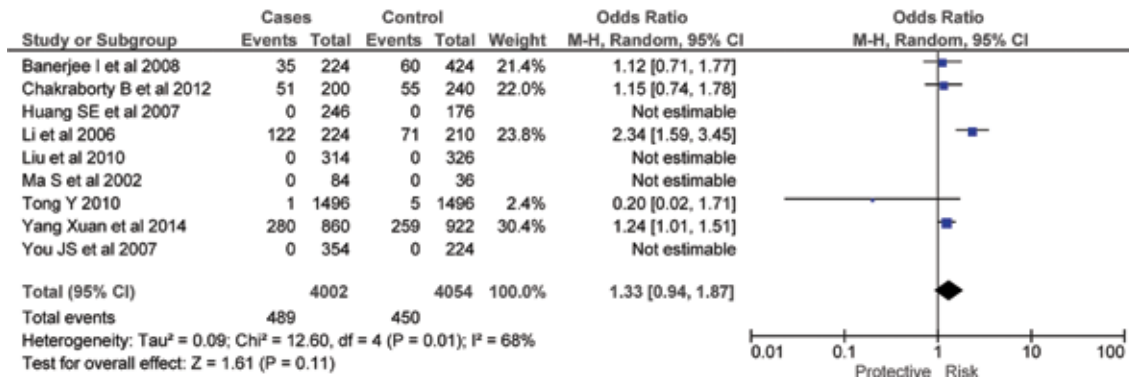 Cases Control Odds Ratio Odds Ratio
Study or Subgroup Events Total Events Total Weight M-H, Random, 95% CI M-H, Random, 95% CI
Banerjee I et al 2008 35 224 60 424 21.4% 1.12 [0.71, 1.77]
Chakraborty B et al 2012 51 200 55 240 22.0% 1.15 [0.74, 1.78]
Huang SE et al 2007 0 246 0 176 Not estimable
Li et al 2006 122 224 71 210 23.8% 2.34 [1.59, 3.45]
Liu et al 2010 0 314 0 326 Not estimable
Ma S et al 2002 0 84 0 36 Not estimable
Tong Y 2010 1 1496 5 1496 2.4% 0.20 [0.02, 1.71]
Yang Xuan et al 2014 280 860 259 922 30.4% 1.24 [1.01, 1.51]
You JS et al 2007 0 354 0 224 Not estimable
Total (95% CI) 4002 4054 100.0% 1.33 [0.94, 1.87]
Total events 489 450
Heterogeneity: Tau² = 0.09; Chi² = 12.60, df = 4 (P = 0.01); I² = 68%
Test for overall effect: Z = 1.61 (P = 0.11)
0.01 0.1 1 10 100
Protective Risk